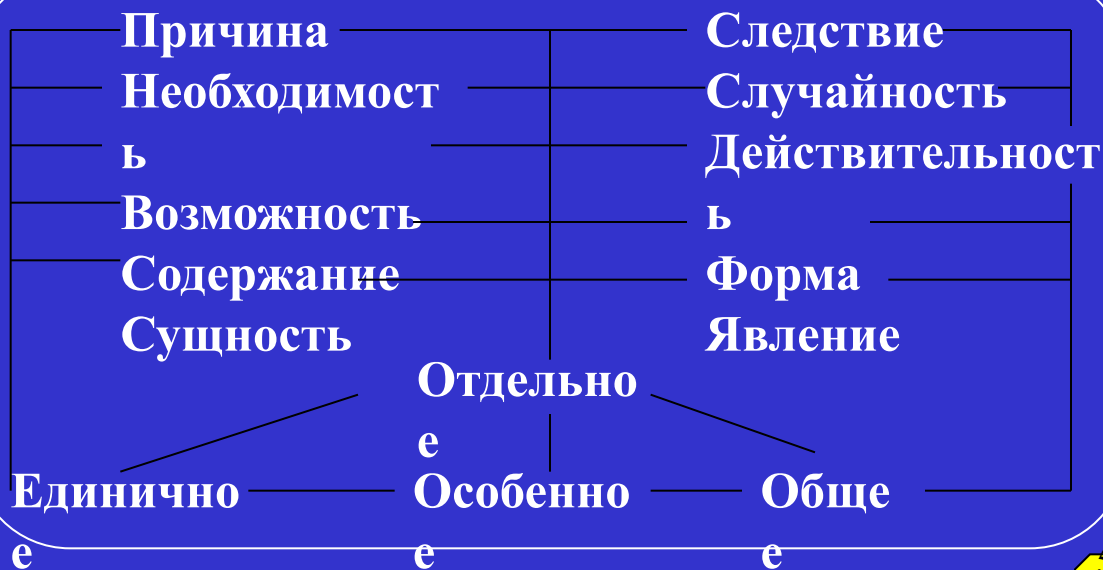 Причина
Необходимост
ь
Возможность
Содержание
Сущность
Следствие
Случайность
Действительност
ь
Форма
Явление
Отдельно
е
Единично
е
Особенно
е
Обще
е